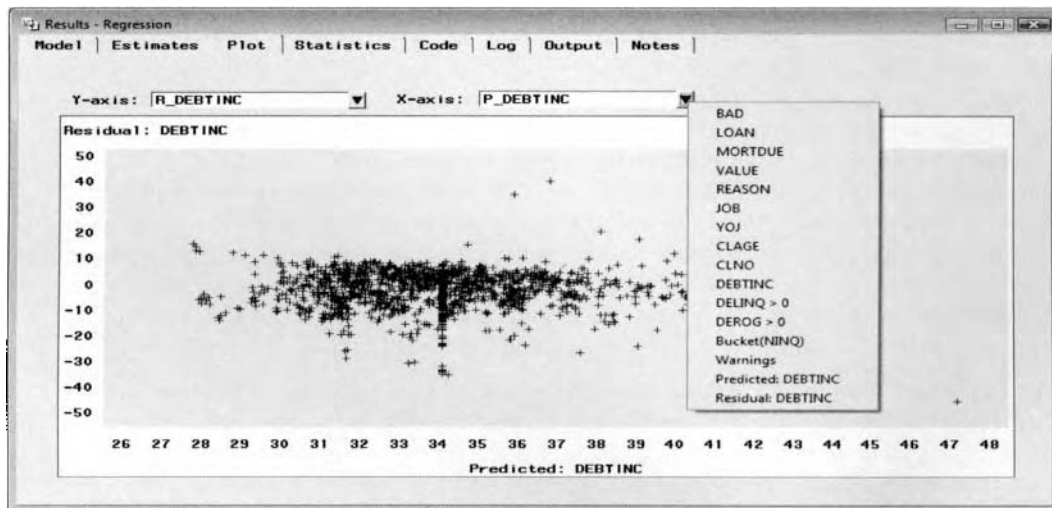 Results - Regression
Model Estimates Plot Statistics Code Log Output Notes
Y-axis: R_DEBTINC X-axis: P_DEBTINC
BAD
LOAN
MORTDUE
VALUE
REASON
JOB
YOJ
CLAGE
CLNO
DEBTINC
DELINQ > 0
DEROG > 0
Bucket(NINQ)
Warnings
Predicted: DEBTINC
Residual: DEBTINC
Residual: DEBTINC
50
40
30
20
10
0
-10
-20
-30
-40
-50
26 27 28 29 30 31 32 33 34 35 36 37 38 39 40 41 42 43 44 45 46 47 48
Predicted: DEBTINC